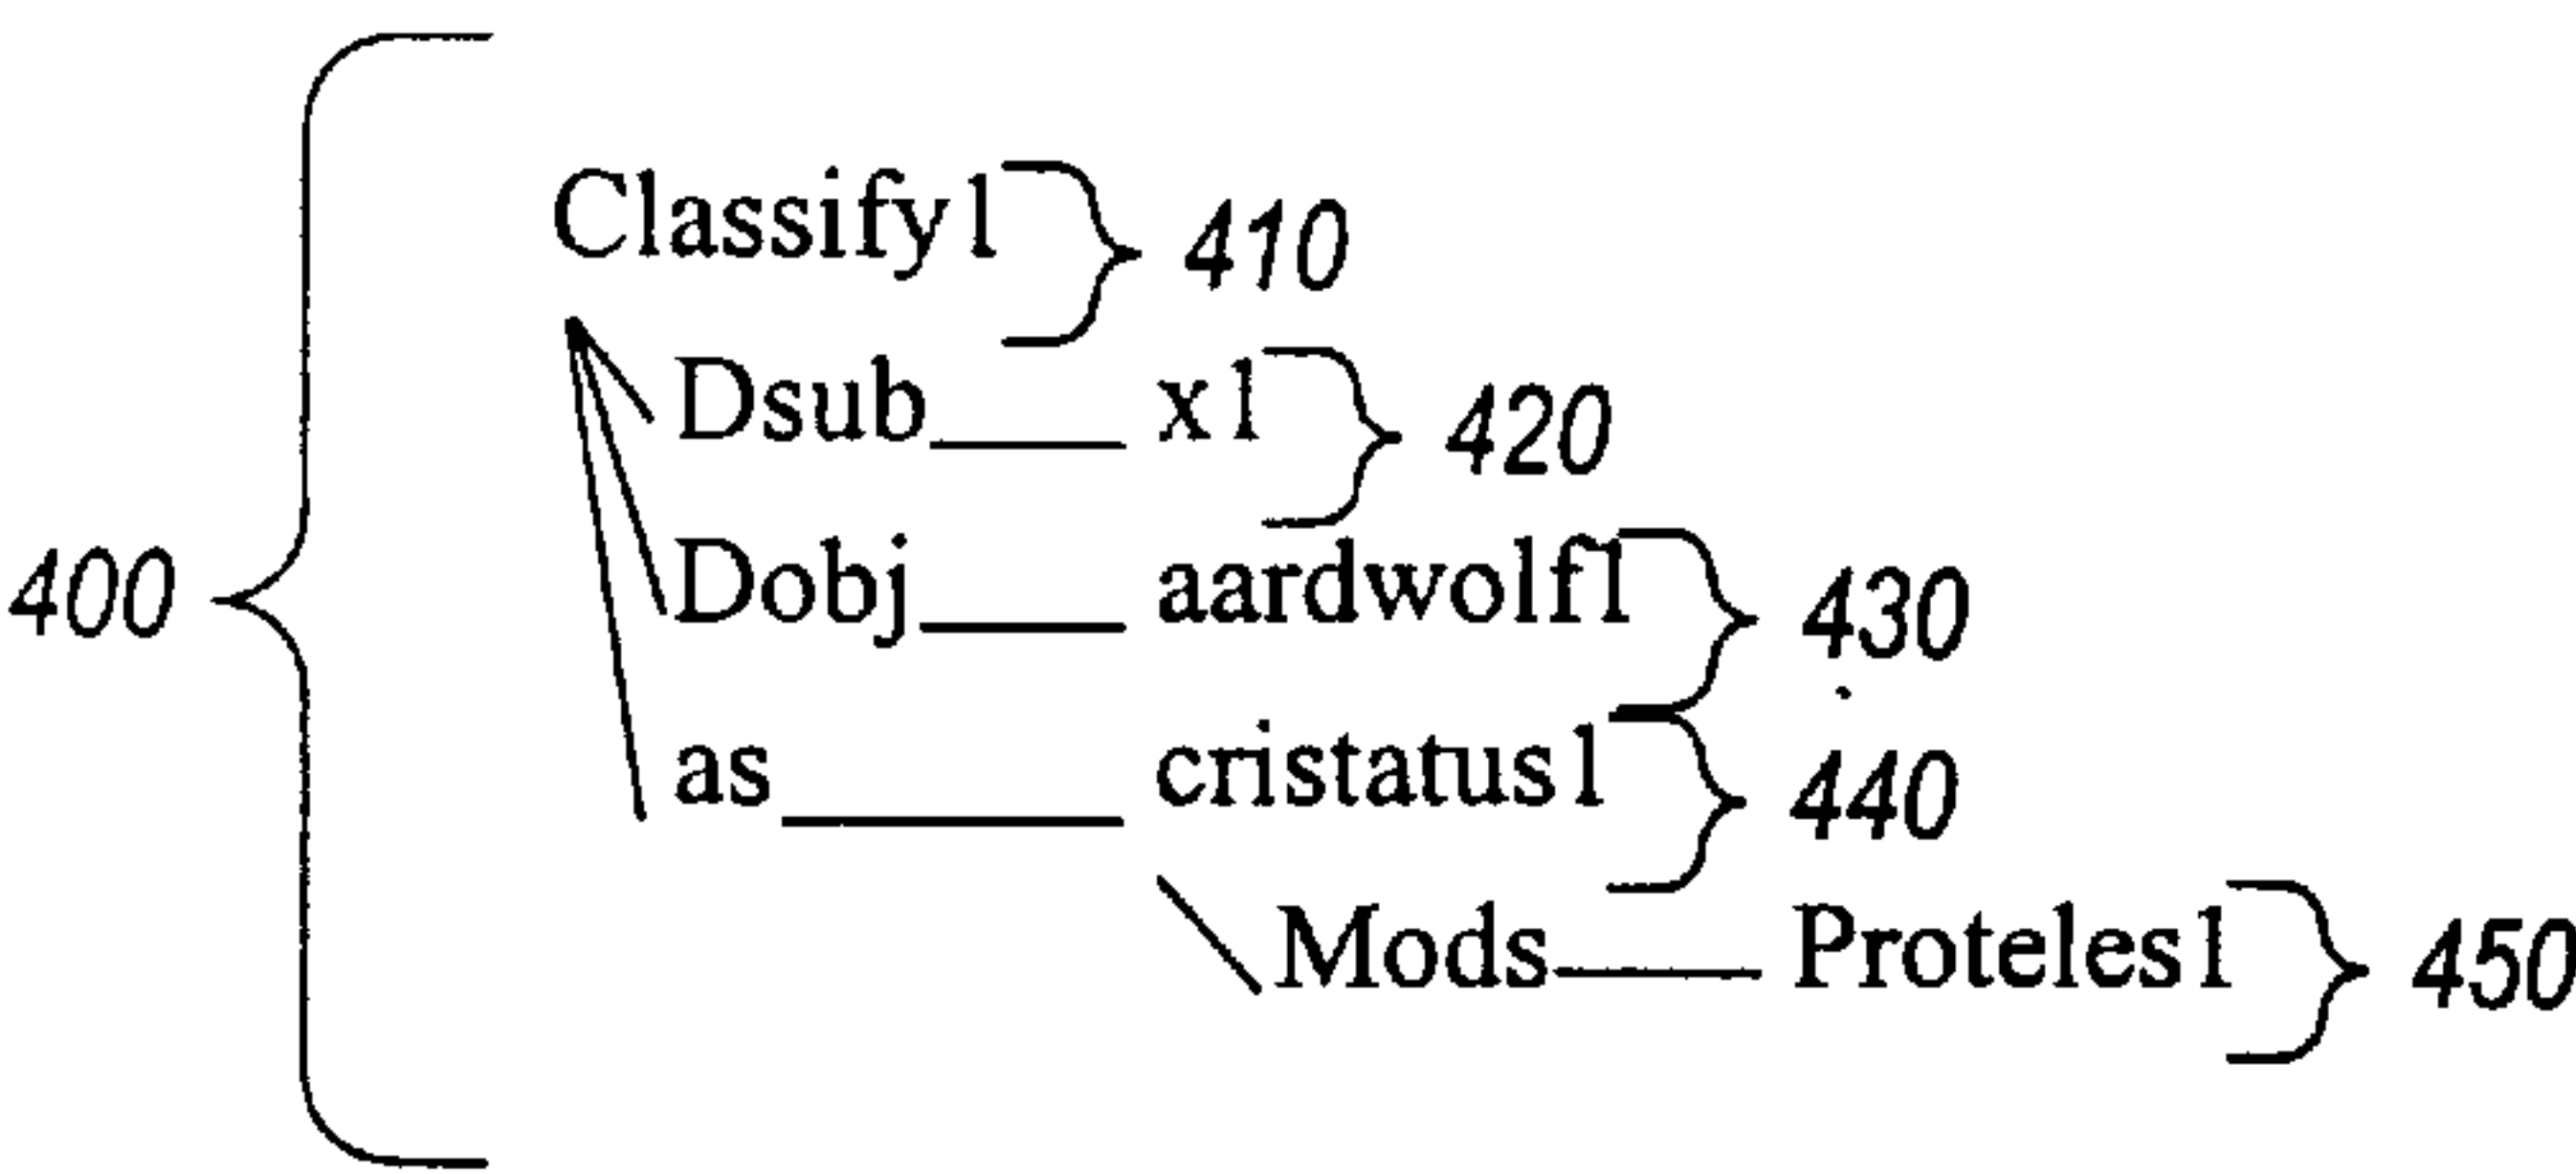 Classify1 410
Dsub x1 420
Dobj aardwolf1 430
400
as cristatus1 440
Mods Proteles1 450